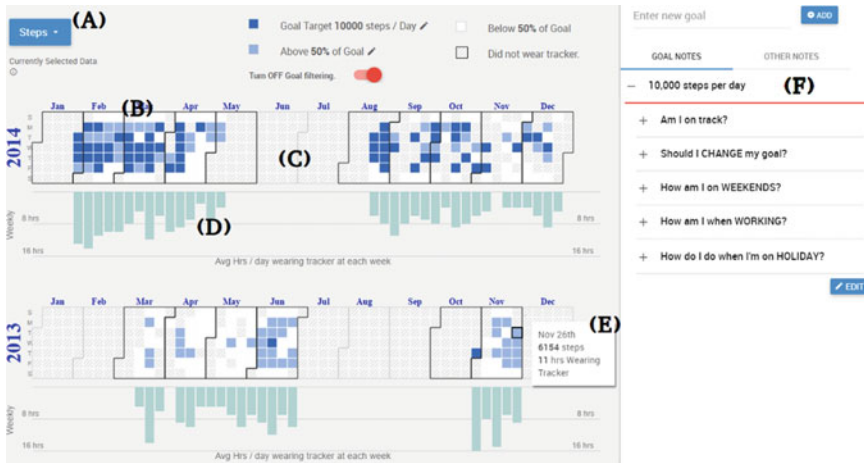 Steps
(A)
Currently Selected Data
Goal Target 10000 steps / Day
Above 50% of Goal
Below 50% of Goal
Did not wear tracker.
Turn OFF Goal filtering.
Jan Feb (B) Mar Apr May Jun Jul Aug Sep Oct Nov Dec
2014
S
M
T
W
T
F
S
(C)
Weekly
8 hrs
16 hrs
(D)
8 hrs
16 hrs
Avg Hrs / day wearing tracker at each week
Jan Feb Mar Apr May Jun Jul Aug Sep Oct Nov Dec
2013
S
M
T
W
T
F
S
(E)
Nov 26th
6154 steps
11 hrs Wearing
Tracker
Weekly
8 hrs
16 hrs
8 hrs
16 hrs
Avg Hrs / day wearing tracker at each week
Enter new goal
ADD
GOAL NOTES
OTHER NOTES
10,000 steps per day
(F)
Am I on track?
Should I CHANGE my goal?
How am I on WEEKENDS?
How am I when WORKING?
How do I do when I'm on HOLIDAY?
EDIT